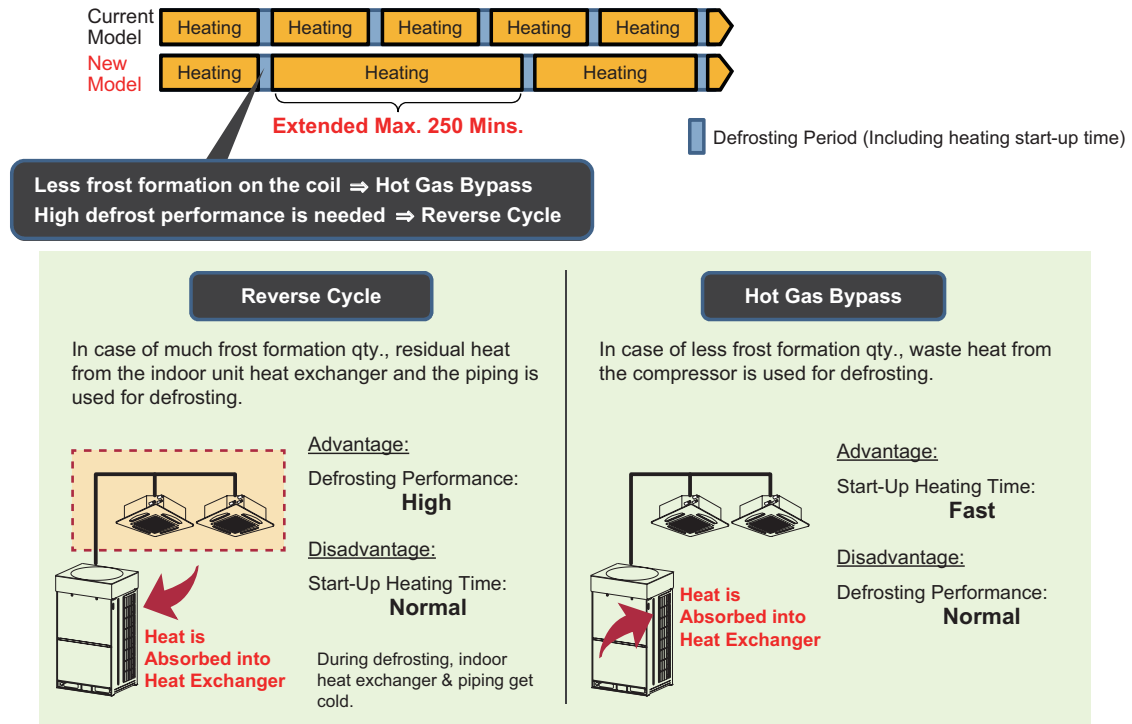 Current
Model
Heating
Heating
Heating
Heating
Heating
New
Model
Heating
Heating
Heating
Extended Max. 250 Mins.
Defrosting Period (Including heating start-up time)
Less frost formation on the coil ⇒ Hot Gas Bypass
High defrost performance is needed ⇒ Reverse Cycle
Reverse Cycle
In case of much frost formation qty., residual heat
from the indoor unit heat exchanger and the piping is
used for defrosting.
Advantage:
Defrosting Performance:
High
Disadvantage:
Start-Up Heating Time:
Normal
Heat is
Absorbed into
Heat Exchanger
During defrosting, indoor
heat exchanger & piping get
cold.
Hot Gas Bypass
In case of less frost formation qty., waste heat from
the compressor is used for defrosting.
Advantage:
Start-Up Heating Time:
Fast
Disadvantage:
Defrosting Performance:
Normal
Heat is
Absorbed into
Heat Exchanger